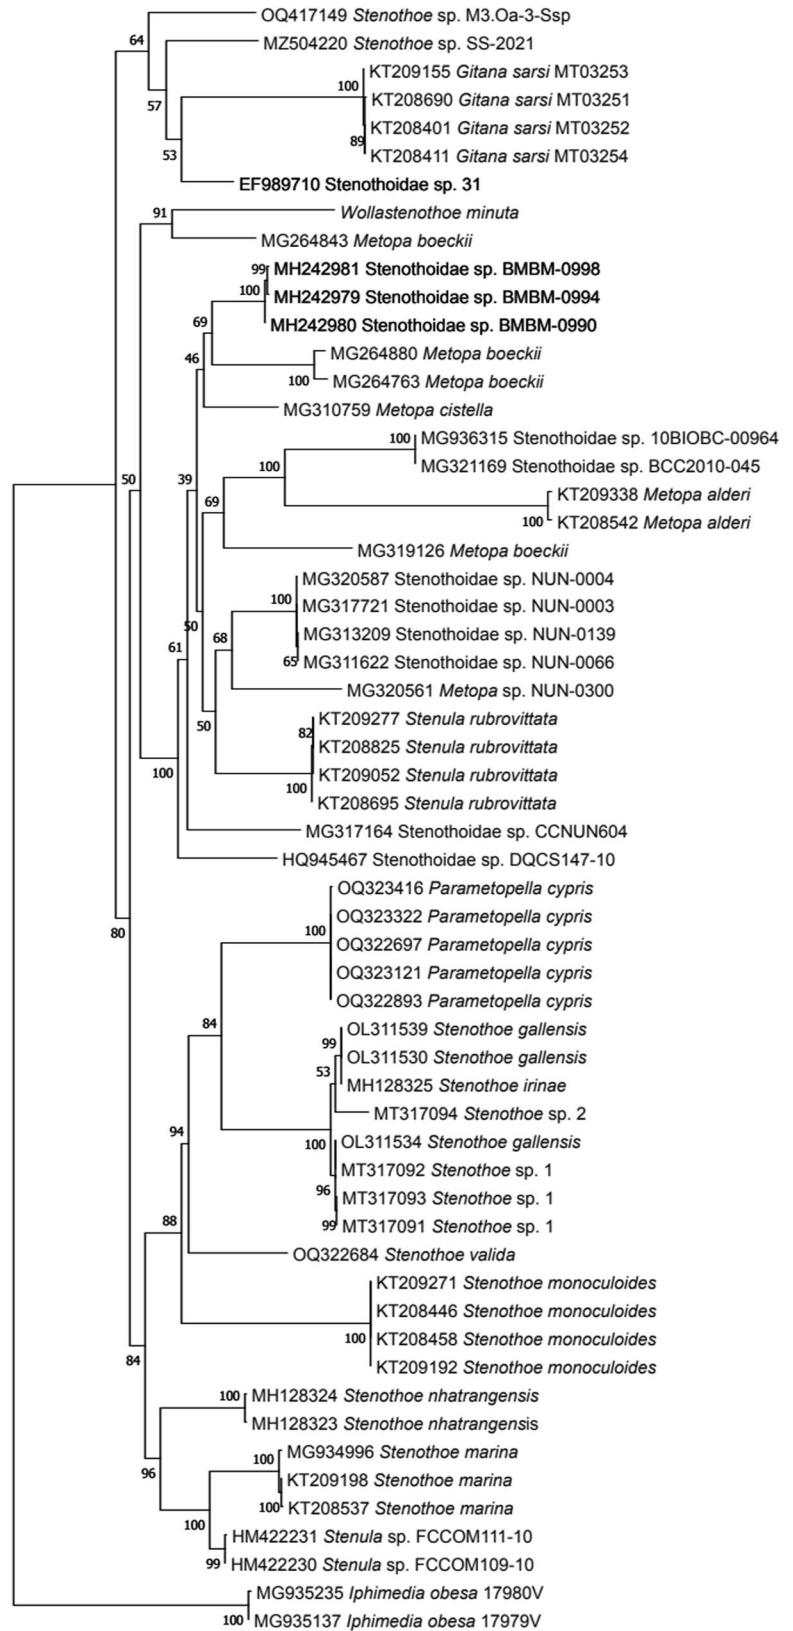 OQ417149 Stenothoe sp. M3.Oa-3-Ssp
64
MZ504220 Stenothoe sp. SS-2021
KT209155 Gitana sarsi MT03253
100
KT208690 Gitana sarsi MT03251
57
KT208401 Gitana sarsi MT03252
89
KT208411 Gitana sarsi MT03254
53
EF989710 Stenothoidae sp. 31
91
Wollastenothoe minuta
MG264843 Metopa boeckii
99
MH242981 Stenothoidae sp. BMBM-0998
100
MH242979 Stenothoidae sp. BMBM-0994
69
MH242980 Stenothoidae sp. BMBM-0990
46
MG264880 Metopa boeckii
100
MG264763 Metopa boeckii
MG310759 Metopa cistella
100
MG936315 Stenothoidae sp. 10BIOBC-00964
100
MG321169 Stenothoidae sp. BCC2010-045
50
39
KT209338 Metopa alderi
69
100
KT208542 Metopa alderi
MG319126 Metopa boeckii
MG320587 Stenothoidae sp. NUN-0004
100
MG317721 Stenothoidae sp. NUN-0003
50
68
MG313209 Stenothoidae sp. NUN-0139
61
65
MG311622 Stenothoidae sp. NUN-0066
MG320561 Metopa sp. NUN-0300
50
KT209277 Stenula rubrovittata
82
KT208825 Stenula rubrovittata
100
KT209052 Stenula rubrovittata
100
KT208695 Stenula rubrovittata
MG317164 Stenothoidae sp. CCNUN604
HQ945467 Stenothoidae sp. DQCS147-10
OQ323416 Parametopella cypris
80
100
OQ323322 Parametopella cypris
OQ322697 Parametopella cypris
OQ323121 Parametopella cypris
OQ322893 Parametopella cypris
84
OL311539 Stenothoe gallensis
99
OL311530 Stenothoe gallensis
53
MH128325 Stenothoe irinae
MT317094 Stenothoe sp. 2
94
100
OL311534 Stenothoe gallensis
MT317092 Stenothoe sp. 1
96
MT317093 Stenothoe sp. 1
88
99
MT317091 Stenothoe sp. 1
OQ322684 Stenothoe valida
KT209271 Stenothoe monoculoides
KT208446 Stenothoe monoculoides
100
KT208458 Stenothoe monoculoides
84
KT209192 Stenothoe monoculoides
100
MH128324 Stenothoe nhatrangensis
MH128323 Stenothoe nhatrangensis
100
MG934996 Stenothoe marina
96
KT209198 Stenothoe marina
100
KT208537 Stenothoe marina
100
HM422231 Stenula sp. FCCOM111-10
99
HM422230 Stenula sp. FCCOM109-10
MG935235 Iphimedia obesa 17980V
100
MG935137 Iphimedia obesa 17979V